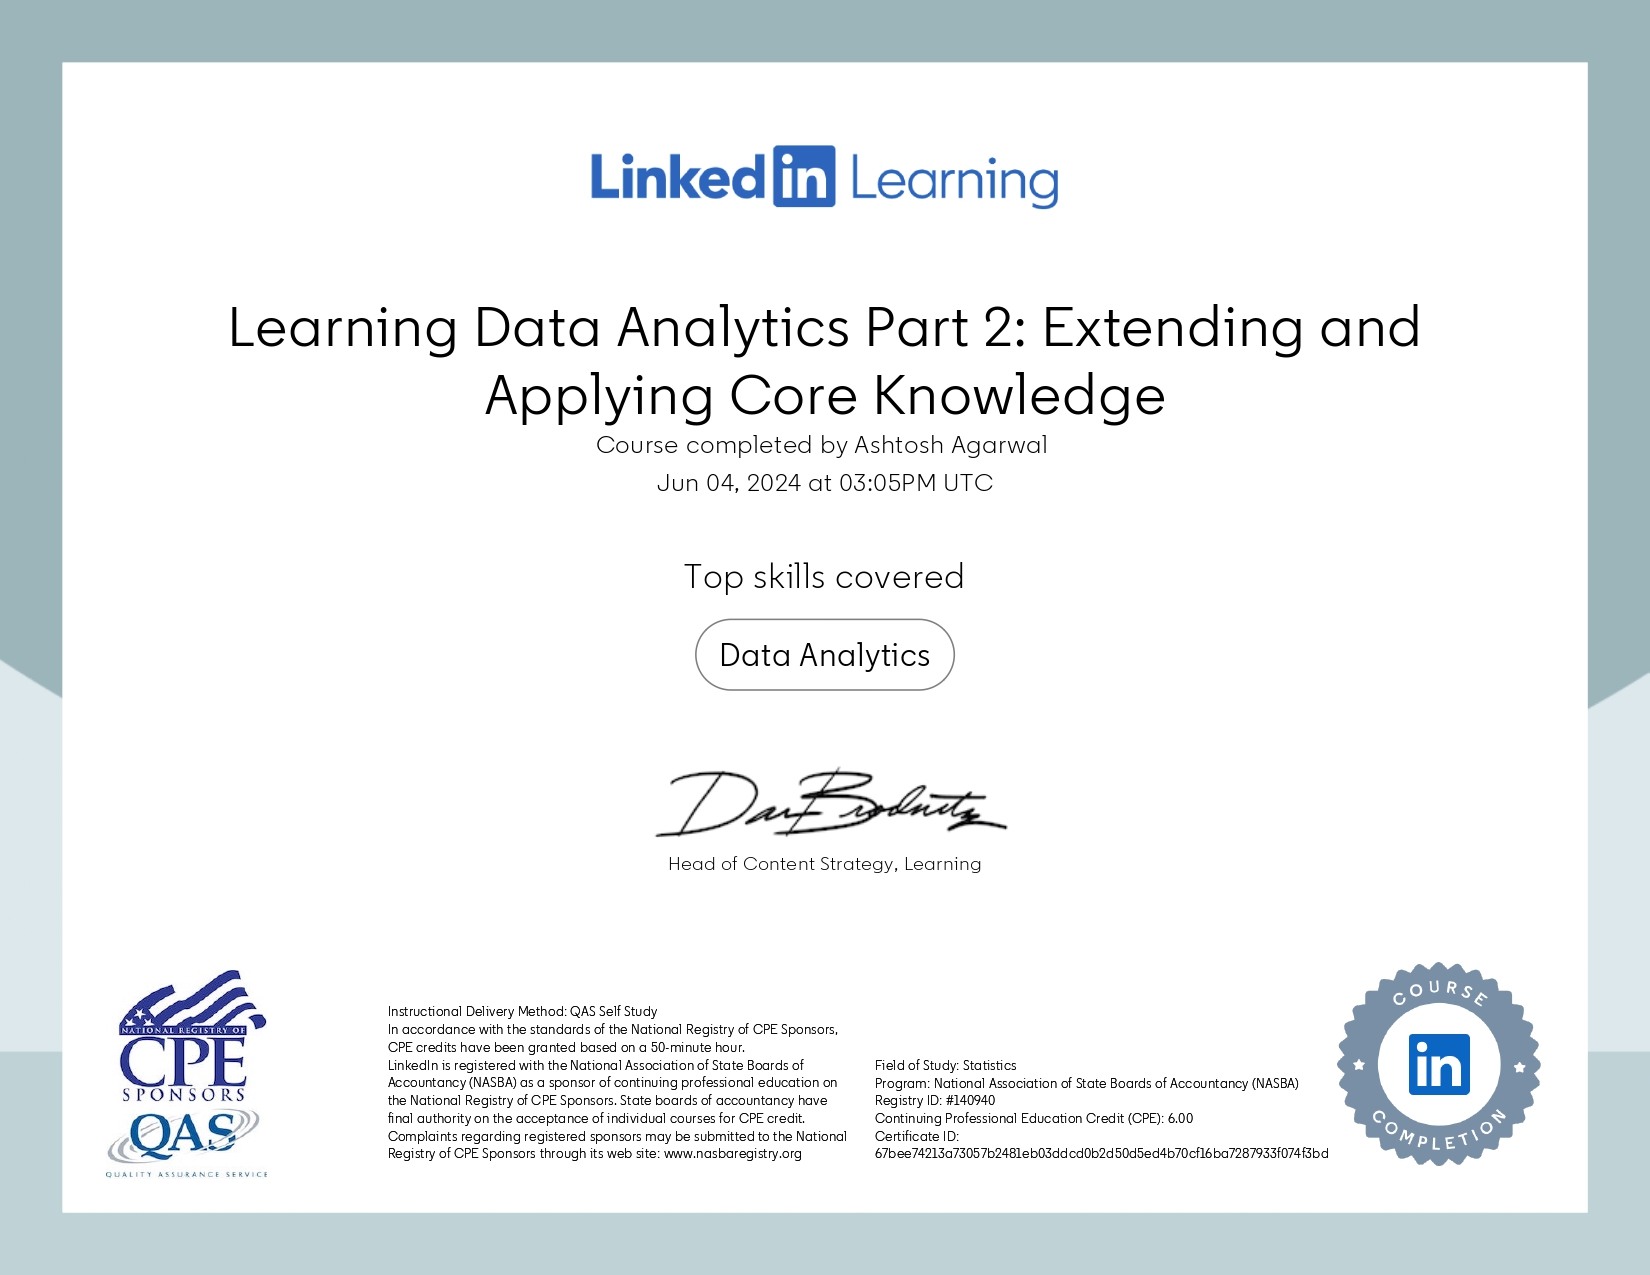 LinkedIn Learning
Learning Data Analytics Part 2: Extending and
Applying Core Knowledge
Course completed by Ashtosh Agarwal
Jun 04, 2024 at 03:05PM UTC
Top skills covered
Data Analytics
Dan Brodnitz
Head of Content Strategy, Learning
NATIONAL REGISTRY OF
CPE
SPONSORS
QAS
QUALITY ASSURANCE SERVICE
Instructional Delivery Method: QAS Self Study
In accordance with the standards of the National Registry of CPE Sponsors,
CPE credits have been granted based on a 50-minute hour.
LinkedIn is registered with the National Association of State Boards of
Accountancy (NASBA) as a sponsor of continuing professional education on
the National Registry of CPE Sponsors. State boards of accountancy have
final authority on the acceptance of individual courses for CPE credit.
Complaints regarding registered sponsors may be submitted to the National
Registry of CPE Sponsors through its web site: www.nasbaregistry.org
Field of Study: Statistics
Program: National Association of State Boards of Accountancy (NASBA)
Registry ID: #140940
Continuing Professional Education Credit (CPE): 6.00
Certificate ID:
67bee74213a73057b2481eb03ddcd0b2d50d5ed4b70cf16ba7287933f074f3bd
COURSE
in
COMPLETION